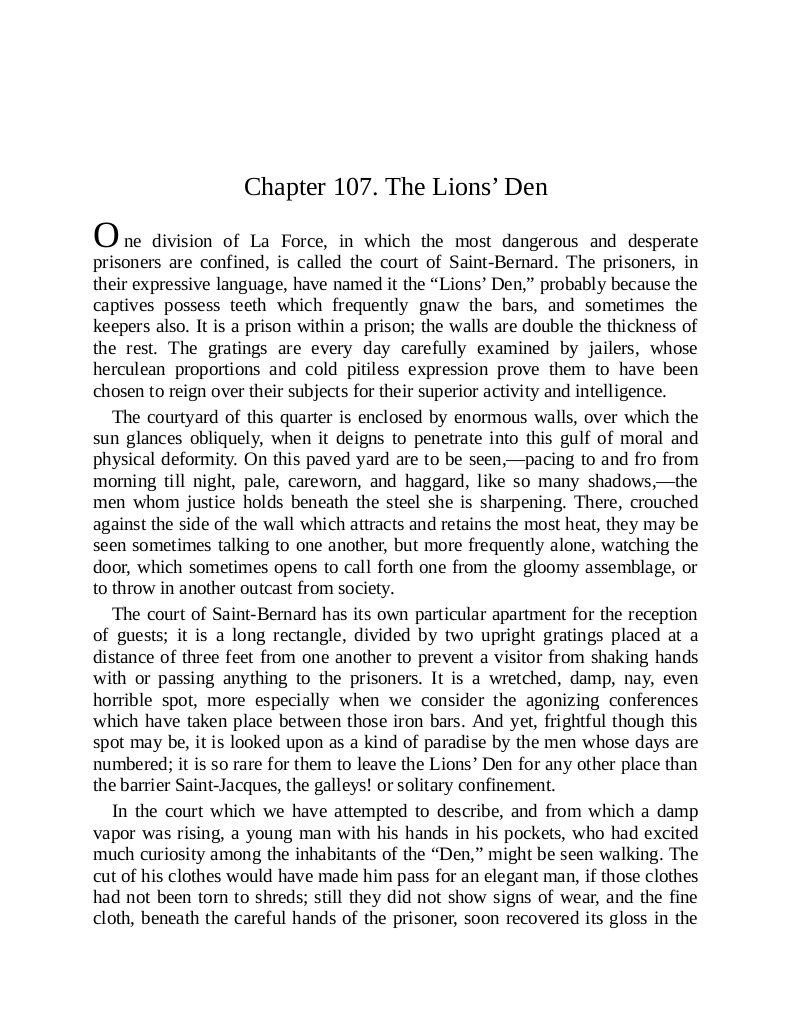 Chapter 107. The Lions’ Den
One division of La Force, in which the most dangerous and desperate
prisoners are confined, is called the court of Saint-Bernard. The prisoners, in
their expressive language, have named it the “Lions’ Den,” probably because the
captives possess teeth which frequently gnaw the bars, and sometimes the
keepers also. It is a prison within a prison; the walls are double the thickness of
the rest. The gratings are every day carefully examined by jailers, whose
herculean proportions and cold pitiless expression prove them to have been
chosen to reign over their subjects for their superior activity and intelligence.
The courtyard of this quarter is enclosed by enormous walls, over which the
sun glances obliquely, when it deigns to penetrate into this gulf of moral and
physical deformity. On this paved yard are to be seen,—pacing to and fro from
morning till night, pale, careworn, and haggard, like so many shadows,—the
men whom justice holds beneath the steel she is sharpening. There, crouched
against the side of the wall which attracts and retains the most heat, they may be
seen sometimes talking to one another, but more frequently alone, watching the
door, which sometimes opens to call forth one from the gloomy assemblage, or
to throw in another outcast from society.
The court of Saint-Bernard has its own particular apartment for the reception
of guests; it is a long rectangle, divided by two upright gratings placed at a
distance of three feet from one another to prevent a visitor from shaking hands
with or passing anything to the prisoners. It is a wretched, damp, nay, even
horrible spot, more especially when we consider the agonizing conferences
which have taken place between those iron bars. And yet, frightful though this
spot may be, it is looked upon as a kind of paradise by the men whose days are
numbered; it is so rare for them to leave the Lions’ Den for any other place than
the barrier Saint-Jacques, the galleys! or solitary confinement.
In the court which we have attempted to describe, and from which a damp
vapor was rising, a young man with his hands in his pockets, who had excited
much curiosity among the inhabitants of the “Den,” might be seen walking. The
cut of his clothes would have made him pass for an elegant man, if those clothes
had not been torn to shreds; still they did not show signs of wear, and the fine
cloth, beneath the careful hands of the prisoner, soon recovered its gloss in the